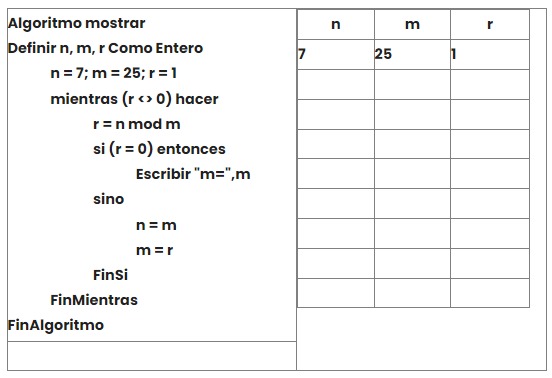 Algoritmo mostrar
Definir n, m, r Como Entero
n = 7; m = 25; r = 1
mientras (r <> 0) hacer
r = n mod m
si (r = 0) entonces
Escribir "m=",m
sino
n = m
m = r
FinSi
FinMientras
FinAlgoritmo
n m r
7 25 1